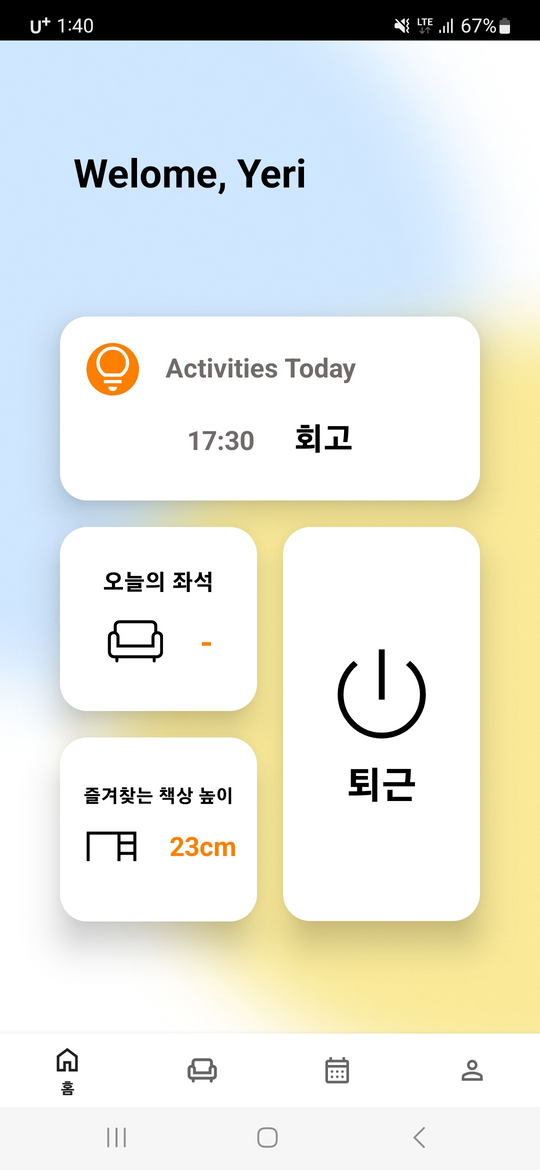 U+ 1:40 LTE 67%
Welome, Yeri
Activities Today
17:30 회고
오늘의 좌석
-
퇴근
즐겨찾는 책상 높이
23cm
홈